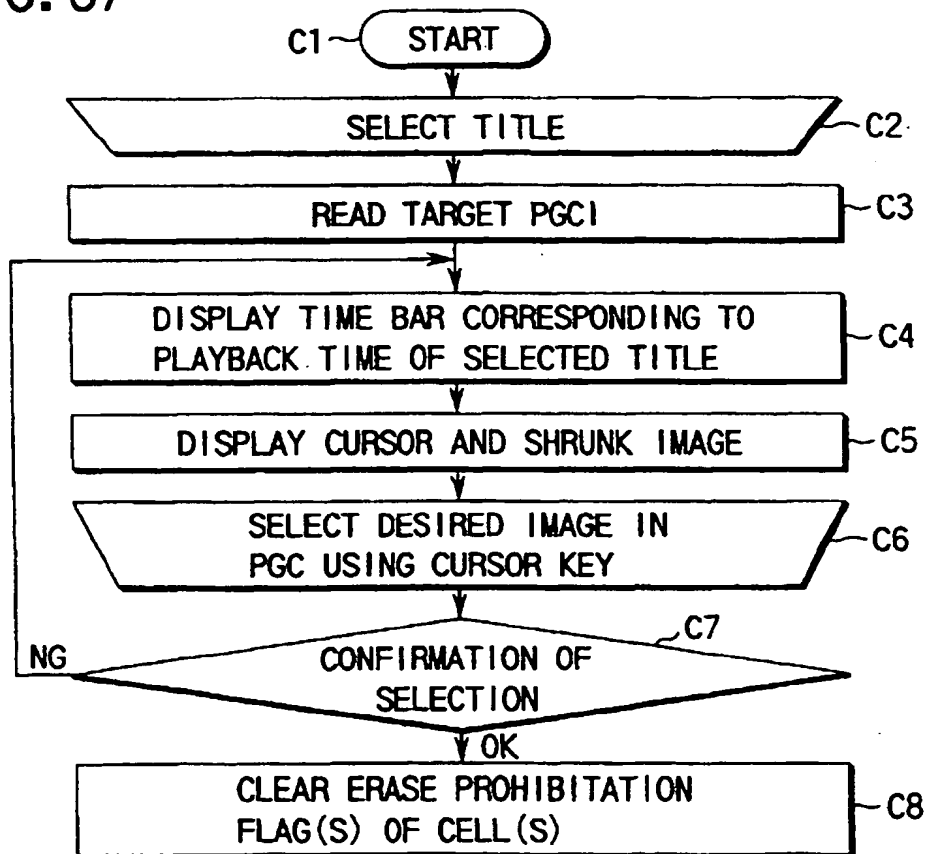 C1
START
SELECT TITLE
C2
READ TARGET PGCI
C3
DISPLAY TIME BAR CORRESPONDING TO
PLAYBACK TIME OF SELECTED TITLE
C4
DISPLAY CURSOR AND SHRUNK IMAGE
C5
SELECT DESIRED IMAGE IN
PGC USING CURSOR KEY
C6
C7
NG
CONFIRMATION OF
SELECTION
OK
CLEAR ERASE PROHIBITATION
FLAG(S) OF CELL(S)
C8